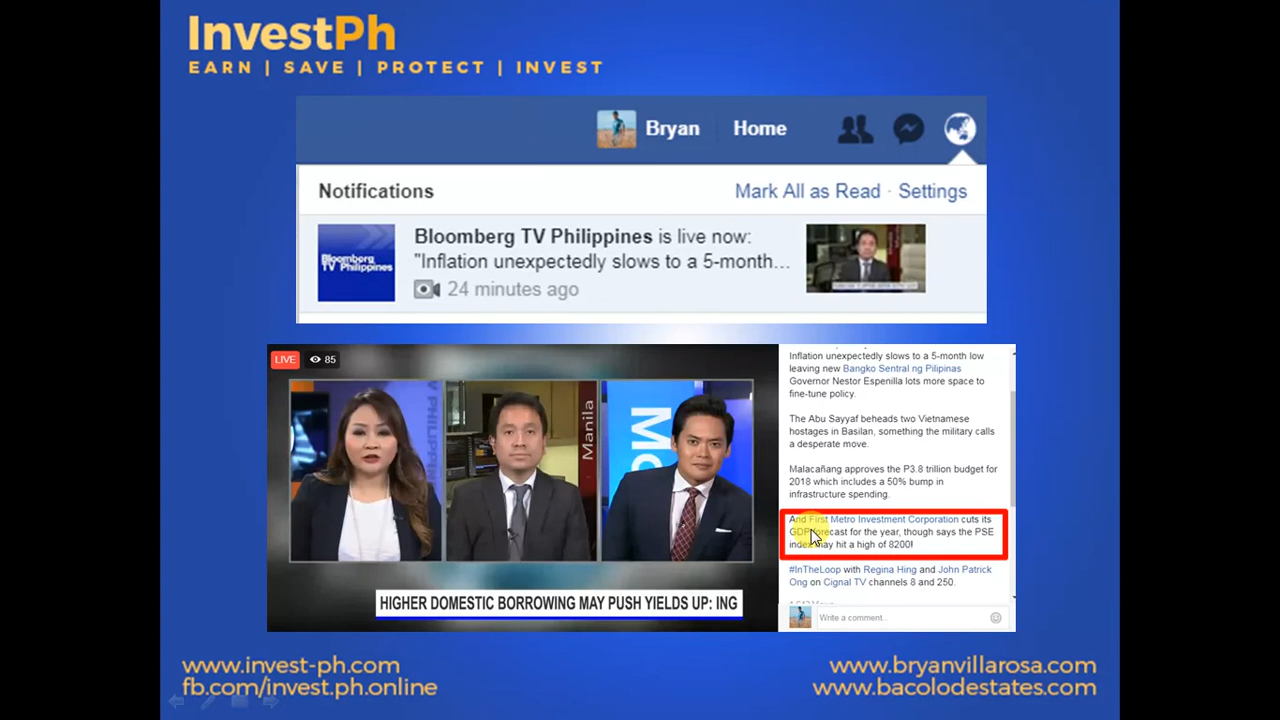 InvestPh
EARN | SAVE | PROTECT | INVEST
Bryan Home
Notifications Mark All as Read · Settings
Bloomberg TV Philippines
Bloomberg TV Philippines is live now:
"Inflation unexpectedly slows to a 5-month...
24 minutes ago
LIVE 85
Manila
HIGHER DOMESTIC BORROWING MAY PUSH YIELDS UP: ING
Inflation unexpectedly slows to a 5-month low
leaving new Bangko Sentral ng Pilipinas
Governor Nestor Espenilla lots more space to
fine-tune policy.
The Abu Sayyaf beheads two Vietnamese
hostages in Basilan, something the military calls
a desperate move.
Malacañang approves the P3.8 trillion budget for
2018 which includes a 50% bump in
infrastructure spending.
And First Metro Investment Corporation cuts its
GDP forecast for the year, though says the PSE
index may hit a high of 8200!
#InTheLoop with Regina Hing and John Patrick
Ong on Cignal TV channels 8 and 250.
Write a comment...
www.invest-ph.com
fb.com/invest.ph.online
www.bryanvillarosa.com
www.bacolodestates.com